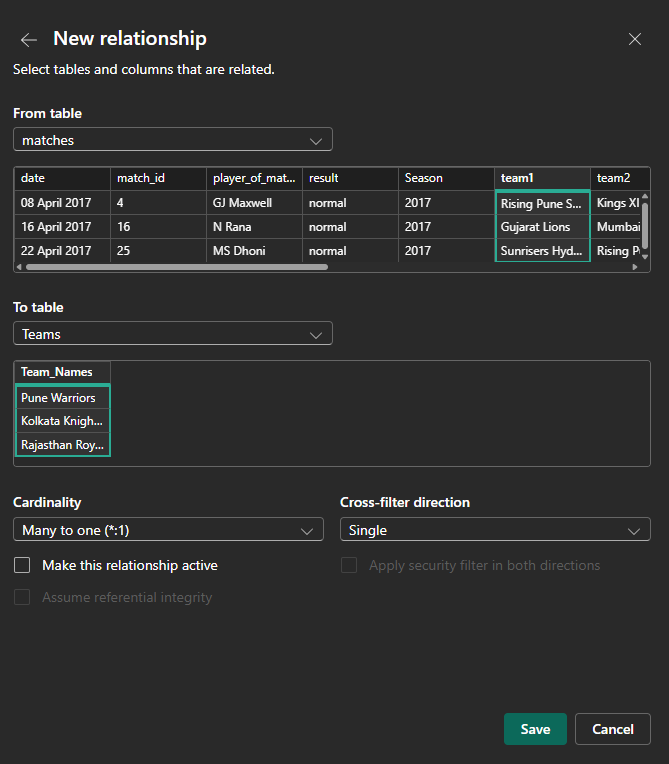 New relationship
Select tables and columns that are related.
From table
matches
date match_id player_of_mat... result Season team1 team2
08 April 2017 4 GJ Maxwell normal 2017 Rising Pune S... Kings XI
16 April 2017 16 N Rana normal 2017 Gujarat Lions Mumbai
22 April 2017 25 MS Dhoni normal 2017 Sunrisers Hyd... Rising P
To table
Teams
Team_Names
Pune Warriors
Kolkata Knigh...
Rajasthan Roy...
Cardinality Cross-filter direction
Many to one (*:1) Single
Make this relationship active Apply security filter in both directions
Assume referential integrity
Save Cancel